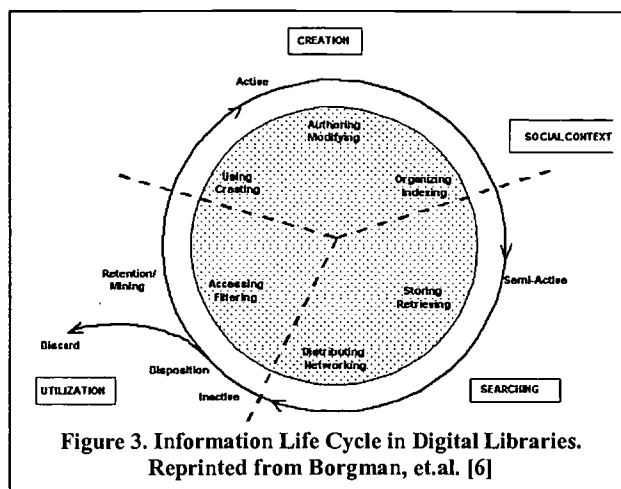 CREATION
Active
Authoring
Modifying
SOCIAL CONTEXT
Using
Creating
Organizing
Indexing
Retention/
Mining
Accessing
Filtering
Storing
Retrieving
Semi-Active
Discard
Disposition
Distributing
Networking
UTILIZATION
Inactive
SEARCHING
Figure 3. Information Life Cycle in Digital Libraries.
Reprinted from Borgman, et.al. [6]